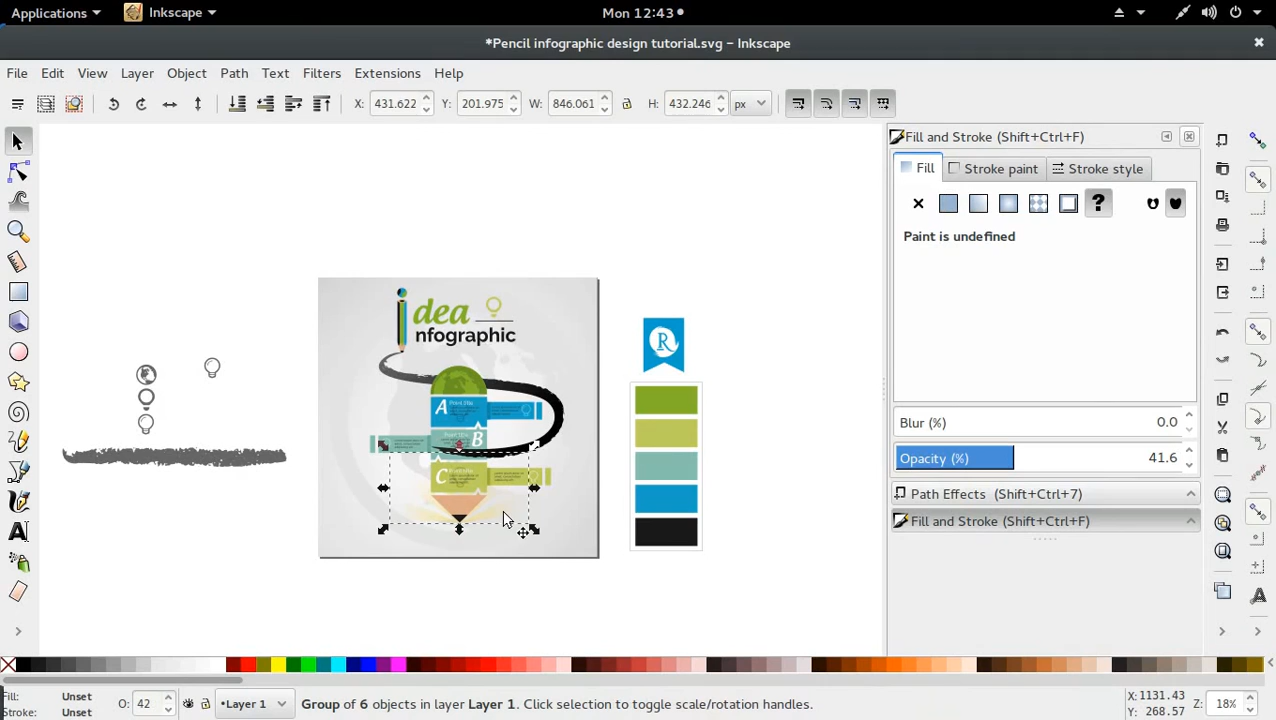 Applications
Inkscape
Mon 12:43
*Pencil infographic design tutorial.svg – Inkscape
File Edit View Layer Object Path Text Filters Extensions Help
X: 431.622 Y: 201.975 W: 846.061 H: 432.246 px
Fill and Stroke (Shift+Ctrl+F)
Fill Stroke paint Stroke style
?
Paint is undefined
Blur (%) 0.0
Opacity (%) 41.6
Path Effects (Shift+Ctrl+7)
Fill and Stroke (Shift+Ctrl+F)
dea
nfographic
A
B
C
R
Fill: Unset
Stroke: Unset
O: 42
•Layer 1
Group of 6 objects in layer Layer 1. Click selection to toggle scale/rotation handles.
X: 1131.43
Y: 268.57
Z: 18%